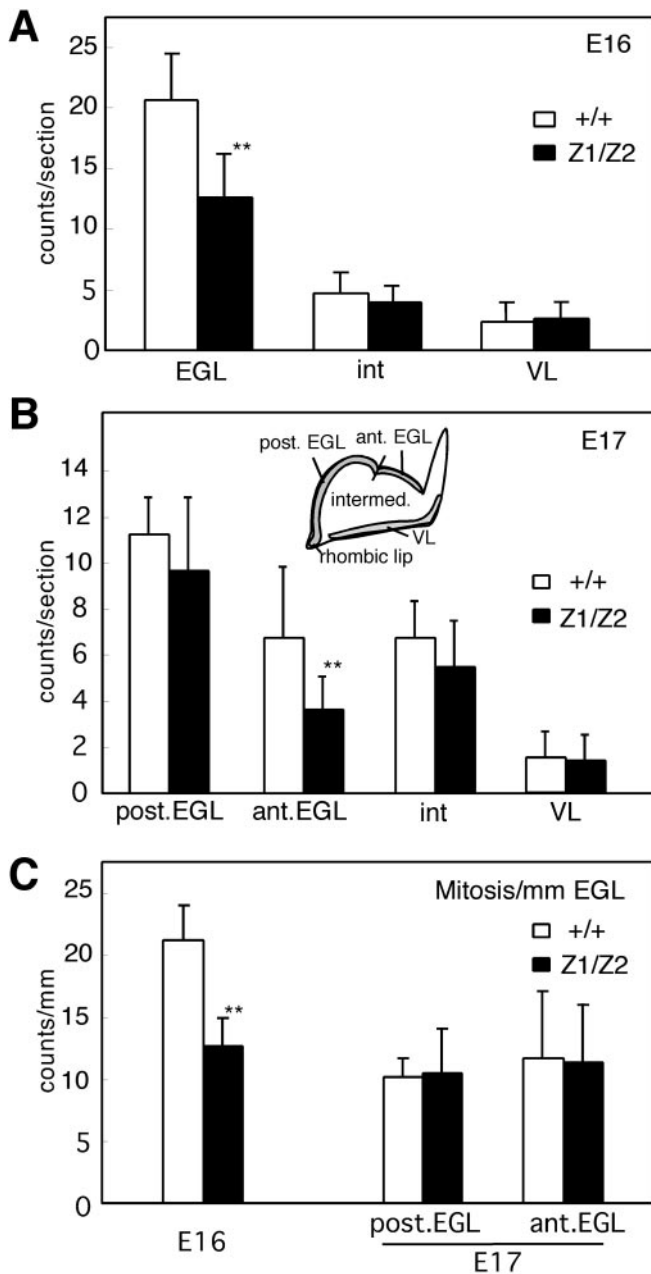 A
E16
25
20
15
10
5
0
counts/section
+/+
Z1/Z2
**
EGL int VL
B
E17
14
12
10
8
6
4
2
0
counts/section
post. EGL ant. EGL
intermed.
VL
rhombic lip
+/+
Z1/Z2
**
post.EGL ant.EGL int VL
C
Mitosis/mm EGL
25
20
15
10
5
0
counts/mm
+/+
Z1/Z2
**
E16
post.EGL ant.EGL
E17